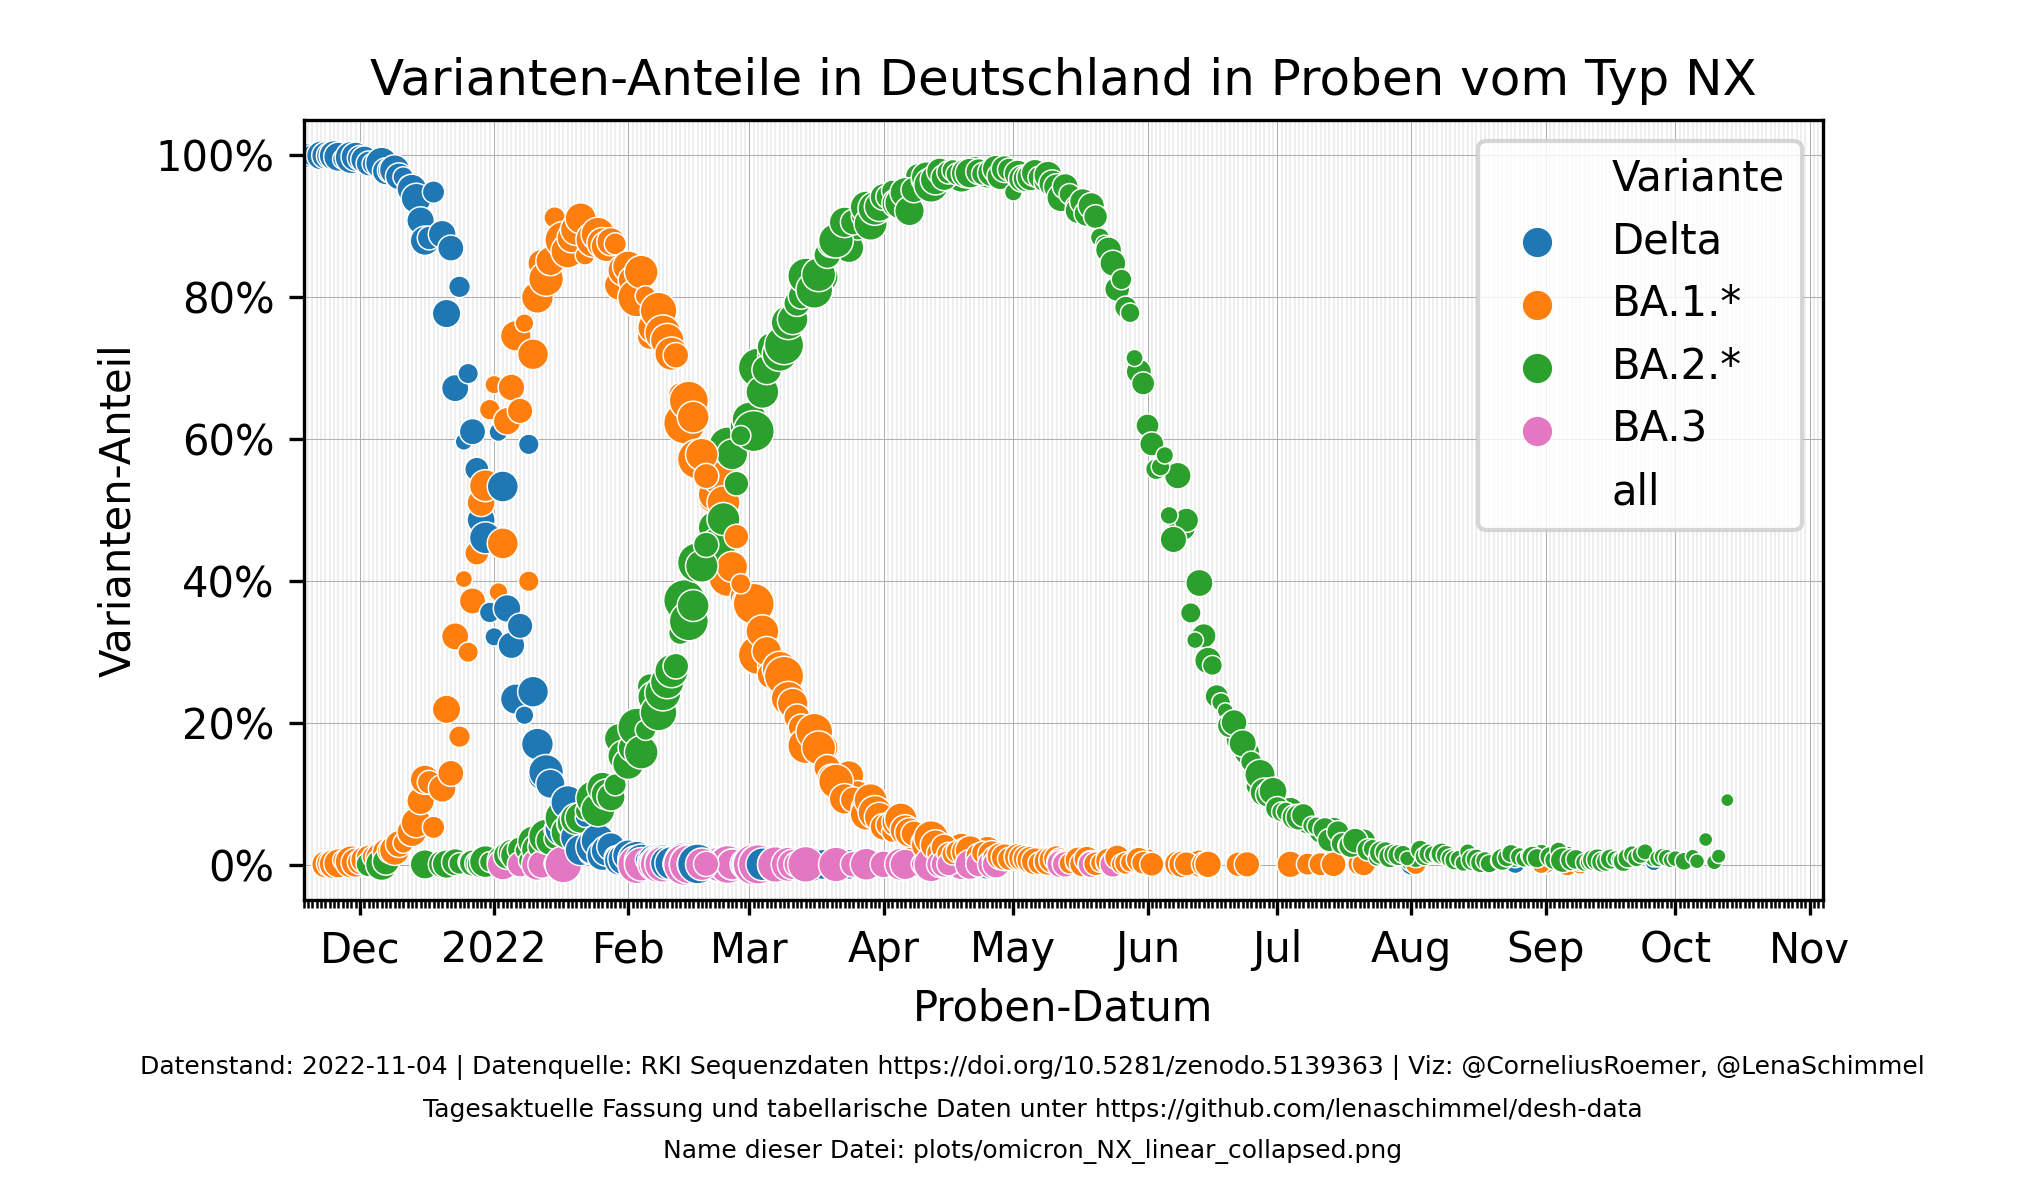 Varianten-Anteile in Deutschland in Proben vom Typ NX
Varianten-Anteil
100%
80%
60%
40%
20%
0%
Variante
Delta
BA.1.*
BA.2.*
BA.3
all
Dec 2022 Feb Mar Apr May Jun Jul Aug Sep Oct Nov
Proben-Datum
Datenstand: 2022-11-04 | Datenquelle: RKI Sequenzdaten https://doi.org/10.5281/zenodo.5139363 | Viz: @CorneliusRoemer, @LenaSchimmel
Tagesaktuelle Fassung und tabellarische Daten unter https://github.com/lenaschimmel/desh-data
Name dieser Datei: plots/omicron_NX_linear_collapsed.png